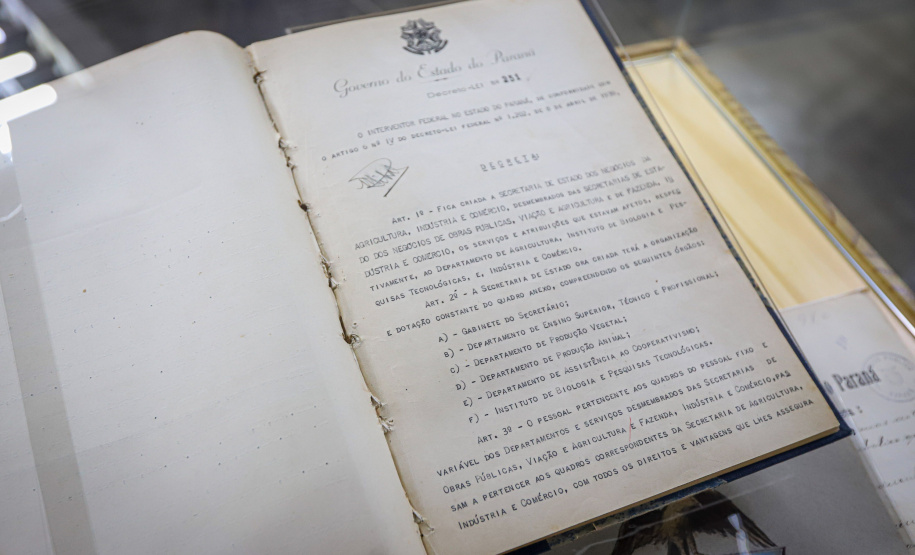 Governo do Estado do Paraná
Decreto-Lei Nº 251
O INTERVENTOR FEDERAL NO ESTADO DO PARANÁ, DE CONFORMIDADE COM
O ARTIGO 6 Nº IV DO DECRETO-LEI FEDERAL Nº 1.202, DE 8 DE ABRIL DE
DECRETA
ART. 1º - FICA CRIADA A SECRETARIA DE ESTADO DOS NEGÓCIOS DA
AGRICULTURA, INDÚSTRIA E COMÉRCIO, DESMEMBRADOS DAS SECRETARIAS DE ESTA-
DO DOS NEGÓCIOS DE OBRAS PÚBLICAS, VIAÇÃO E AGRICULTURA E DE FAZENDA, IN
DÚSTRIA E COMÉRCIO, OS SERVIÇOS E ATRIBUIÇÕES QUE ESTAVAM AFETOS, RESPEC
TIVAMENTE, AO DEPARTAMENTO DE AGRICULTURA, INSTITUTO DE BIOLOGIA E PES-
QUISAS TECNOLÓGICAS, E, INDÚSTRIA E COMÉRCIO.
ART. 2º - A SECRETARIA DE ESTADO ORA CRIADA TERÁ A ORGANIZAÇÃO
E DOTAÇÃO CONSTANTE DO QUADRO ANEXO, COMPREENDENDO OS SEGUINTES ÓRGÃOS:
A) - GABINETE DO SECRETÁRIO;
B) - DEPARTAMENTO DE ENSINO SUPERIOR, TÉCNICO E PROFISSIONAL;
C) - DEPARTAMENTO DE PRODUÇÃO VEGETAL;
D) - DEPARTAMENTO DE PRODUÇÃO ANIMAL;
E) - DEPARTAMENTO DE ASSISTÊNCIA AO COOPERATIVISMO;
F) - INSTITUTO DE BIOLOGIA E PESQUISAS TECNOLÓGICAS.
ART. 3º - O PESSOAL PERTENCENTE AOS QUADROS DO PESSOAL FIXO E
VARIÁVEL DOS DEPARTAMENTOS E SERVIÇOS DESMEMBRADOS DAS SECRETARIAS DE
OBRAS PÚBLICAS, VIAÇÃO E AGRICULTURA E FAZENDA, INDÚSTRIA E COMÉRCIO, PAS
SAM A PERTENCER AOS QUADROS CORRESPONDENTES DA SECRETARIA DE AGRICULTURA,
INDÚSTRIA E COMÉRCIO, COM TODOS OS DIREITOS E VANTAGENS QUE LHES ASSEGURA
o Paraná